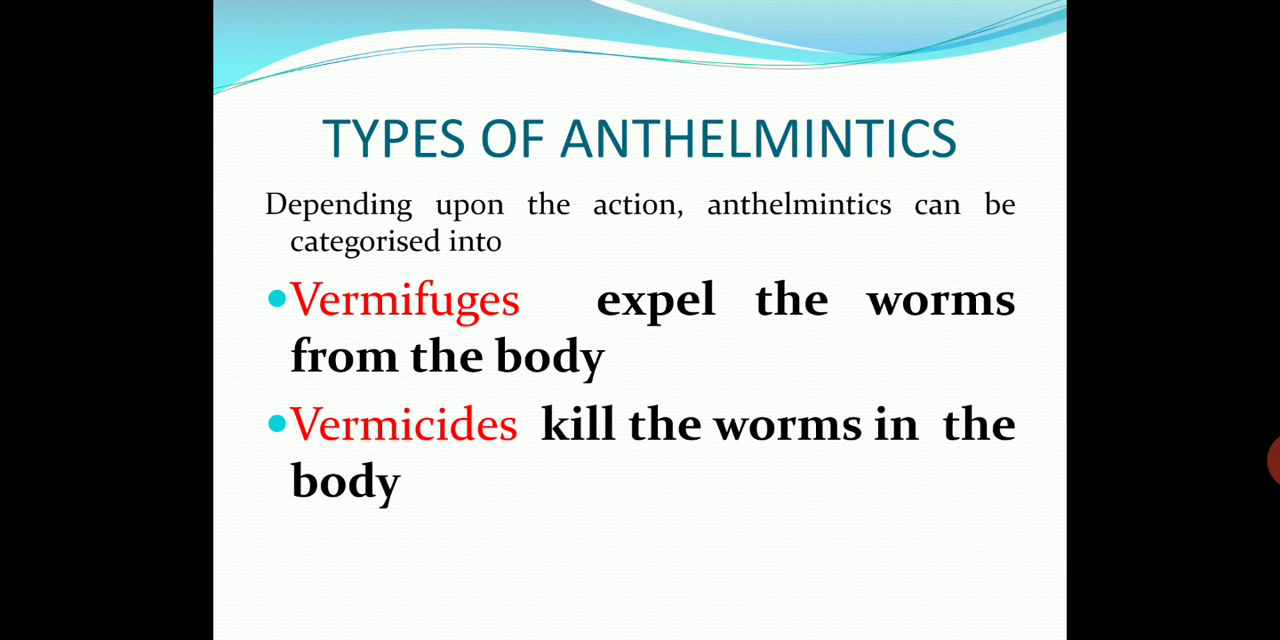 TYPES OF ANTHELMINTICS
Depending upon the action, anthelmintics can be
categorised into
•Vermifuges expel the worms
from the body
•Vermicides kill the worms in the
body